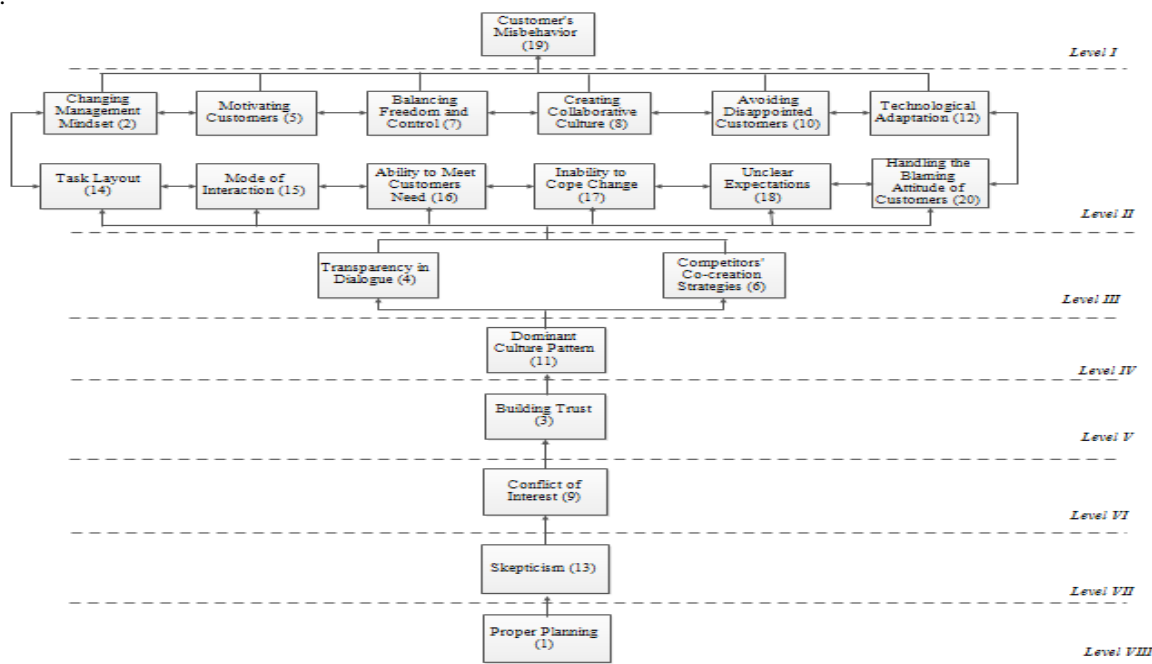 .
Customer's
Misbehavior
(19)
Level I
Changing
Management
Mindset (2)
Motivating
Customers (5)
Balancing
Freedom and
Control (7)
Creating
Collaborative
Culture (8)
Avoiding
Disappointed
Customers (10)
Technological
Adaptation (12)
Task Layout
(14)
Mode of
Interaction (15)
Ability to Meet
Customers
Need (16)
Inability to
Cope Change
(17)
Unclear
Expectations
(18)
Handling the
Blaming
Attitude of
Customers (20)
Level II
Transparency in
Dialogue (4)
Competitors'
Co-creation
Strategies (6)
Level III
Dominant
Culture Pattern
(11)
Level IV
Building Trust
(3)
Level V
Conflict of
Interest (9)
Level VI
Skepticism (13)
Level VII
Proper Planning
(1)
Level VIII